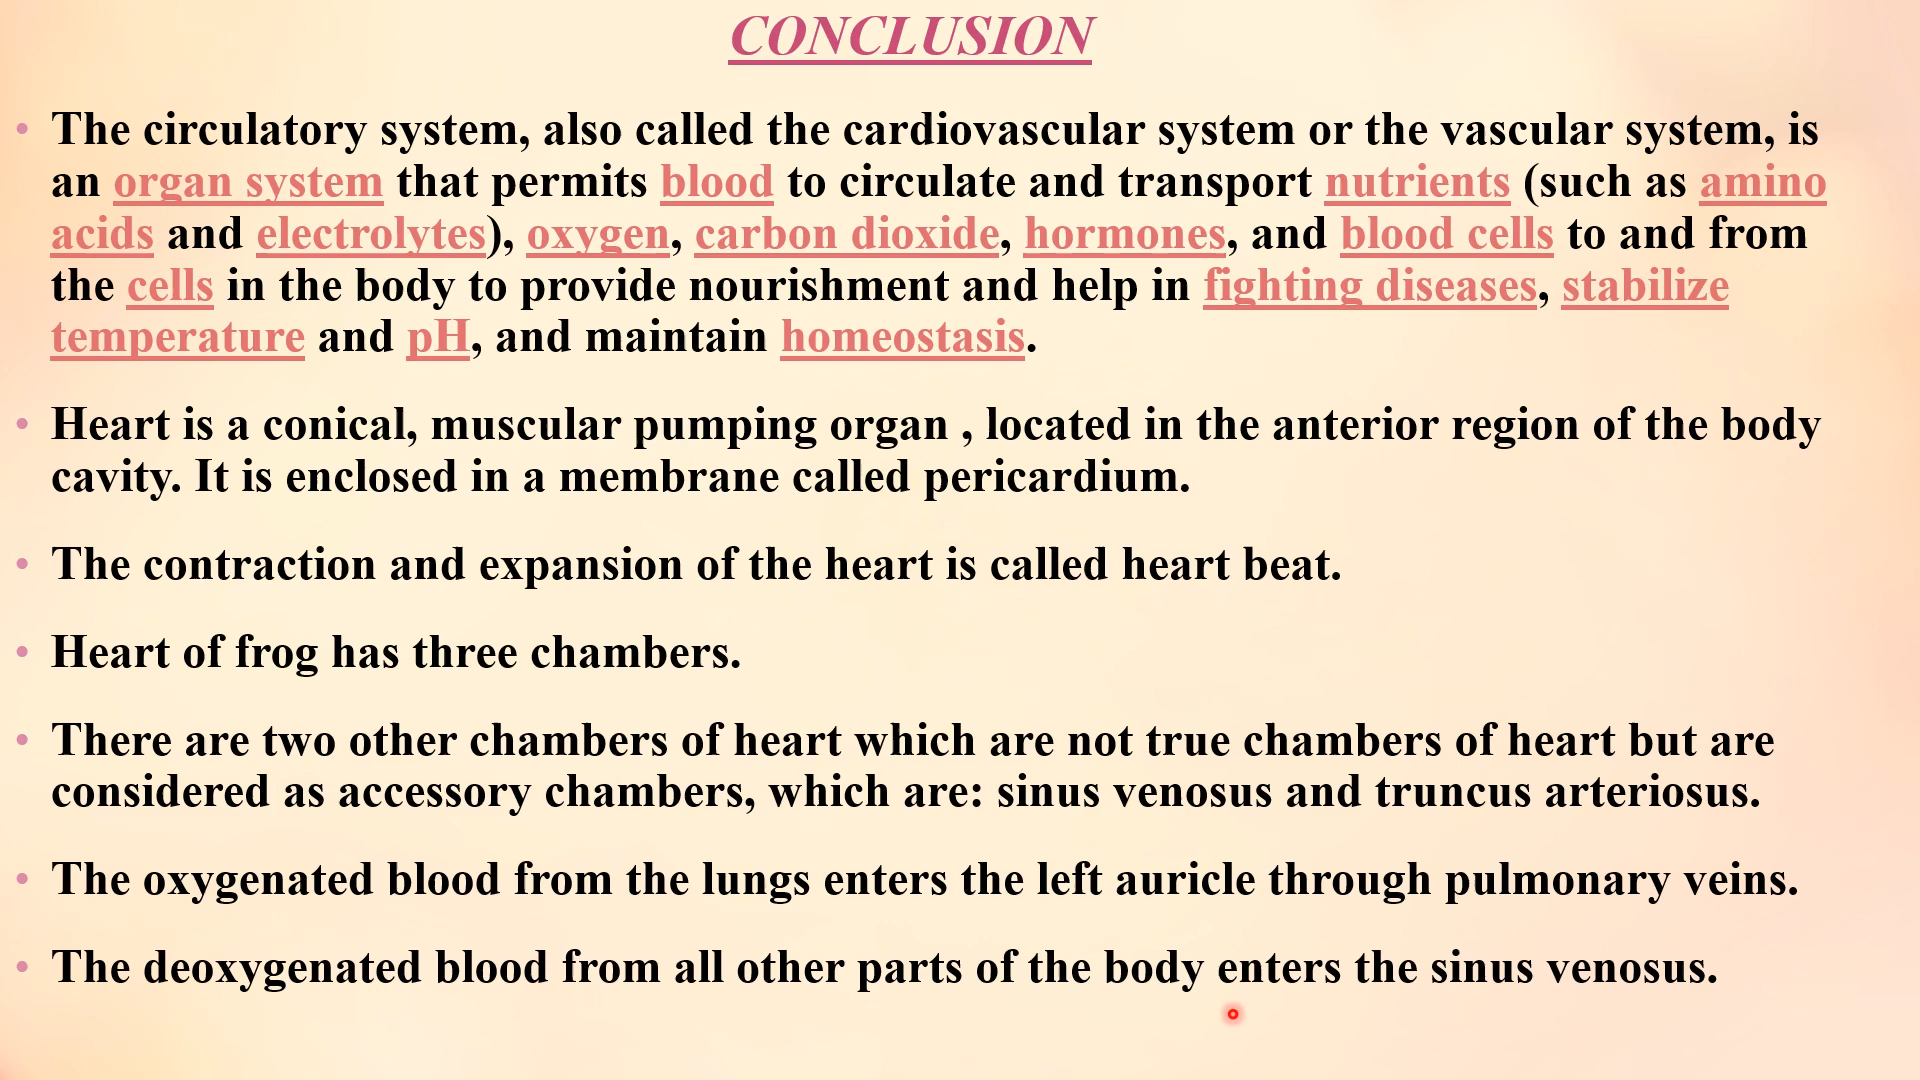 CONCLUSION
• The circulatory system, also called the cardiovascular system or the vascular system, is
an organ system that permits blood to circulate and transport nutrients (such as amino
acids and electrolytes), oxygen, carbon dioxide, hormones, and blood cells to and from
the cells in the body to provide nourishment and help in fighting diseases, stabilize
temperature and pH, and maintain homeostasis.
• Heart is a conical, muscular pumping organ , located in the anterior region of the body
cavity. It is enclosed in a membrane called pericardium.
• The contraction and expansion of the heart is called heart beat.
• Heart of frog has three chambers.
• There are two other chambers of heart which are not true chambers of heart but are
considered as accessory chambers, which are: sinus venosus and truncus arteriosus.
• The oxygenated blood from the lungs enters the left auricle through pulmonary veins.
• The deoxygenated blood from all other parts of the body enters the sinus venosus.